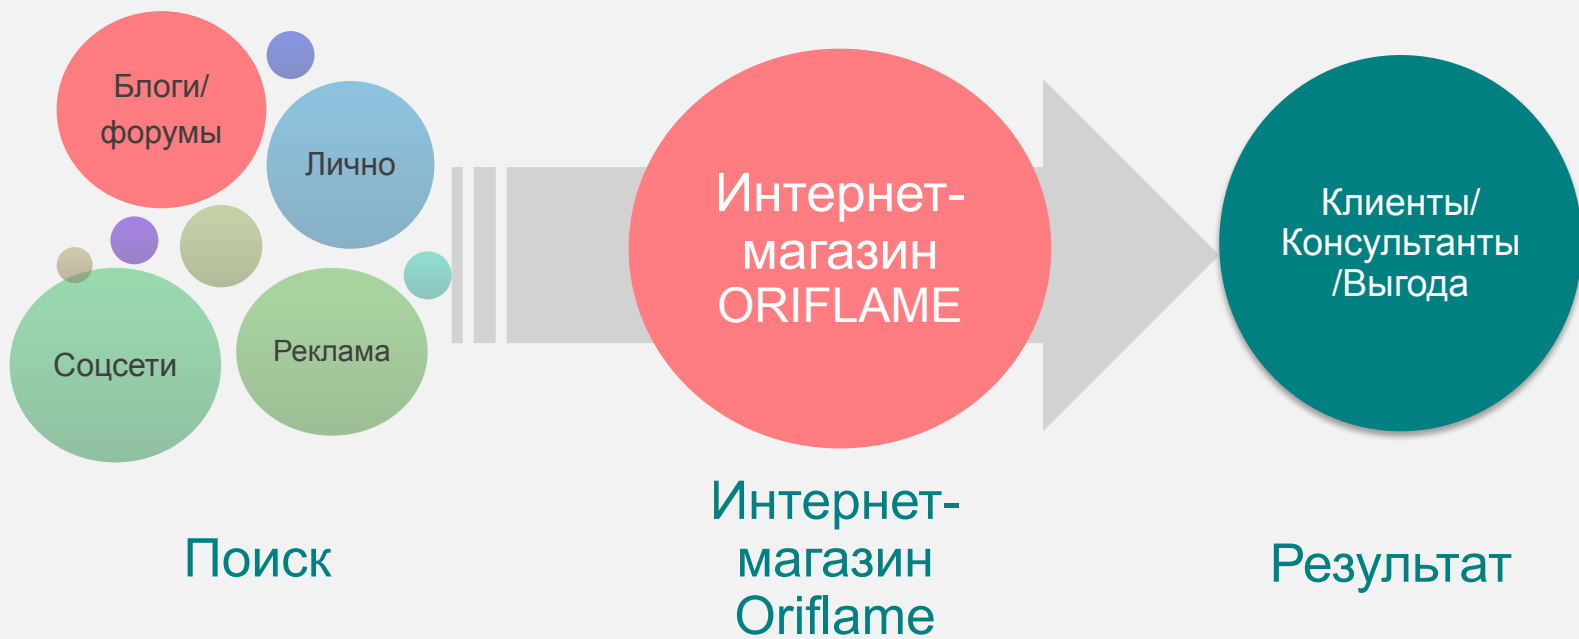 Блоги/
форумы
Лично
Соцсети
Реклама
Интернет-
магазин
ORIFLAME
Клиенты/
Консультанты
/Выгода
Поиск
Интернет-
магазин
Oriflame
Результат